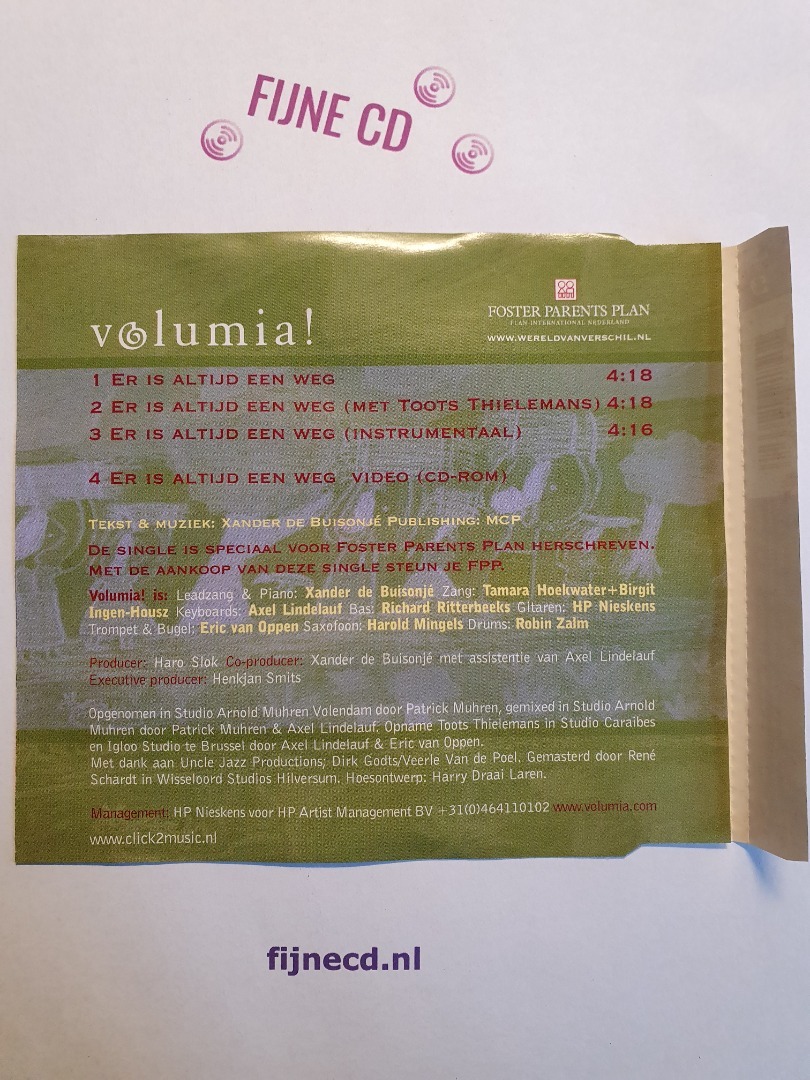 FIJNE CD
volumia!
FOSTER PARENTS PLAN
PLAN INTERNATIONAL NEDERLAND
WWW.WERELDVANVERSCHIL.NL
1 ER IS ALTIJD EEN WEG 4:18
2 ER IS ALTIJD EEN WEG (MET TOOTS THIELEMANS) 4:18
3 ER IS ALTIJD EEN WEG (INSTRUMENTAAL) 4:16
4 ER IS ALTIJD EEN WEG VIDEO (CD-ROM)
TEKST & MUZIEK: XANDER DE BUISONJÉ PUBLISHING: MCP
DE SINGLE IS SPECIAAL VOOR FOSTER PARENTS PLAN HERSCHREVEN.
MET DE AANKOOP VAN DEZE SINGLE STEUN JE FPP.
Volumia! is: Leadzang & Piano: Xander de Buisonjé Zang: Tamara Hoekwater+Birgit
Ingen-Housz Keyboards: Axel Lindelauf Bas: Richard Ritterbeeks Gitaren: HP Nieskens
Trompet & Bugel: Eric van Oppen Saxofoon: Harold Mingels Drums: Robin Zalm
Producer: Haro Slok Co-producer: Xander de Buisonjé met assistentie van Axel Lindelauf
Executive producer: Henkjan Smits
Opgenomen in Studio Arnold Muhren Volendam door Patrick Muhren, gemixed in Studio Arnold
Muhren door Patrick Muhren & Axel Lindelauf. Opname Toots Thielemans in Studio Caraïbes
en Igloo Studio te Brussel door Axel Lindelauf & Eric van Oppen.
Met dank aan Uncle Jazz Productions; Dirk Godts/Veerle Van de Poel. Gemasterd door René
Schardt in Wisseloord Studios Hilversum. Hoesontwerp: Harry Draai Laren.
Management: HP Nieskens voor HP Artist Management BV +31(0)464110102 www.volumia.com
www.click2music.nl
fijnecd.nl